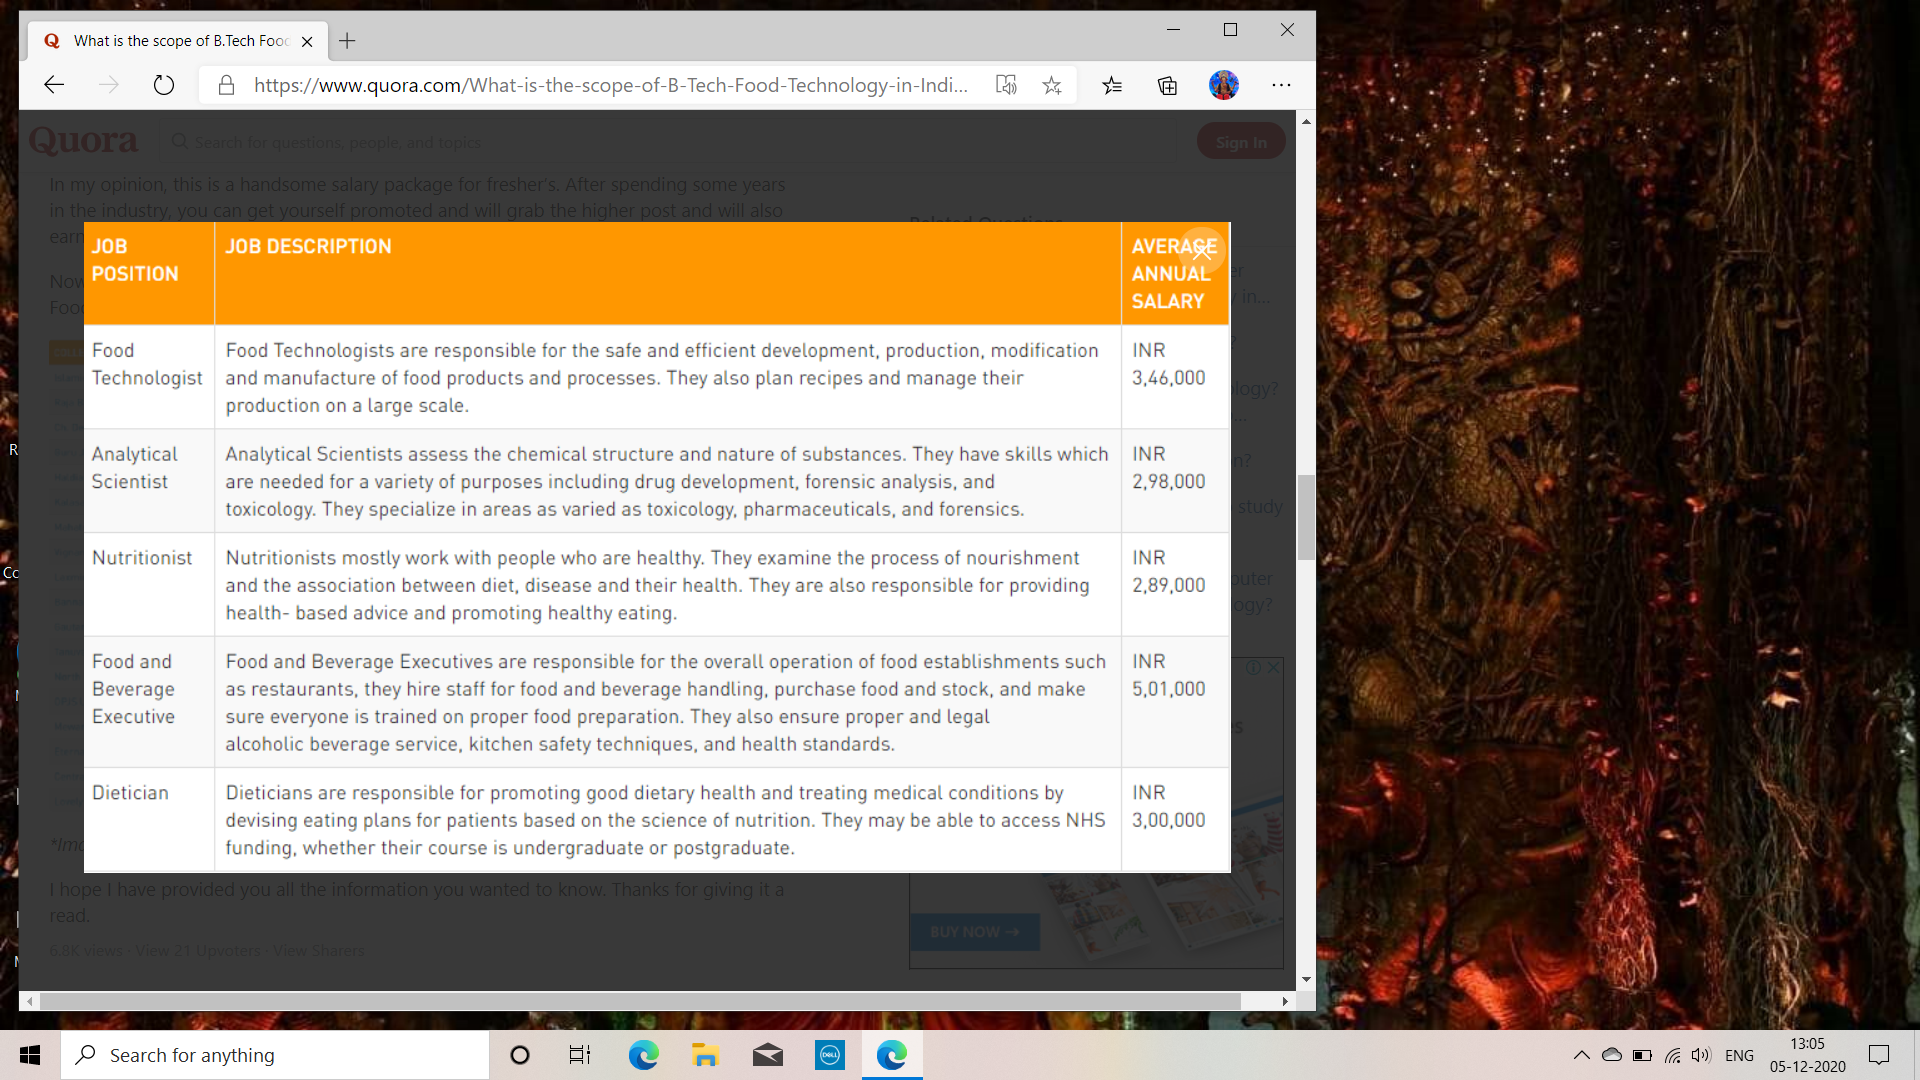 What is the scope of B.Tech Food
https://www.quora.com/What-is-the-scope-of-B-Tech-Food-Technology-in-Indi...
Quora
Search for questions, people, and topics
Sign In
In my opinion, this is a handsome salary package for fresher's. After spending some years
in the industry, you can get yourself promoted and will grab the higher post and will also
earn
Related Questions
Now
Foo
JOB
POSITION
JOB DESCRIPTION
AVERAGE
ANNUAL
SALARY
Food
Technologist
Food Technologists are responsible for the safe and efficient development, production, modification
and manufacture of food products and processes. They also plan recipes and manage their
production on a large scale.
INR
3,46,000
Analytical
Scientist
Analytical Scientists assess the chemical structure and nature of substances. They have skills which
are needed for a variety of purposes including drug development, forensic analysis, and
toxicology. They specialize in areas as varied as toxicology, pharmaceuticals, and forensics.
INR
2,98,000
Nutritionist
Nutritionists mostly work with people who are healthy. They examine the process of nourishment
and the association between diet, disease and their health. They are also responsible for providing
health- based advice and promoting healthy eating.
INR
2,89,000
Food and
Beverage
Executive
Food and Beverage Executives are responsible for the overall operation of food establishments such
as restaurants, they hire staff for food and beverage handling, purchase food and stock, and make
sure everyone is trained on proper food preparation. They also ensure proper and legal
alcoholic beverage service, kitchen safety techniques, and health standards.
INR
5,01,000
Dietician
Dieticians are responsible for promoting good dietary health and treating medical conditions by
devising eating plans for patients based on the science of nutrition. They may be able to access NHS
funding, whether their course is undergraduate or postgraduate.
INR
3,00,000
er
y in...
?
ology?
n?
study
puter
ogy?
I hope I have provided you all the information you wanted to know. Thanks for giving it a
read.
6.8K views · View 21 Upvoters · View Sharers
BUY NOW →
Search for anything
DELL
ENG
13:05
05-12-2020